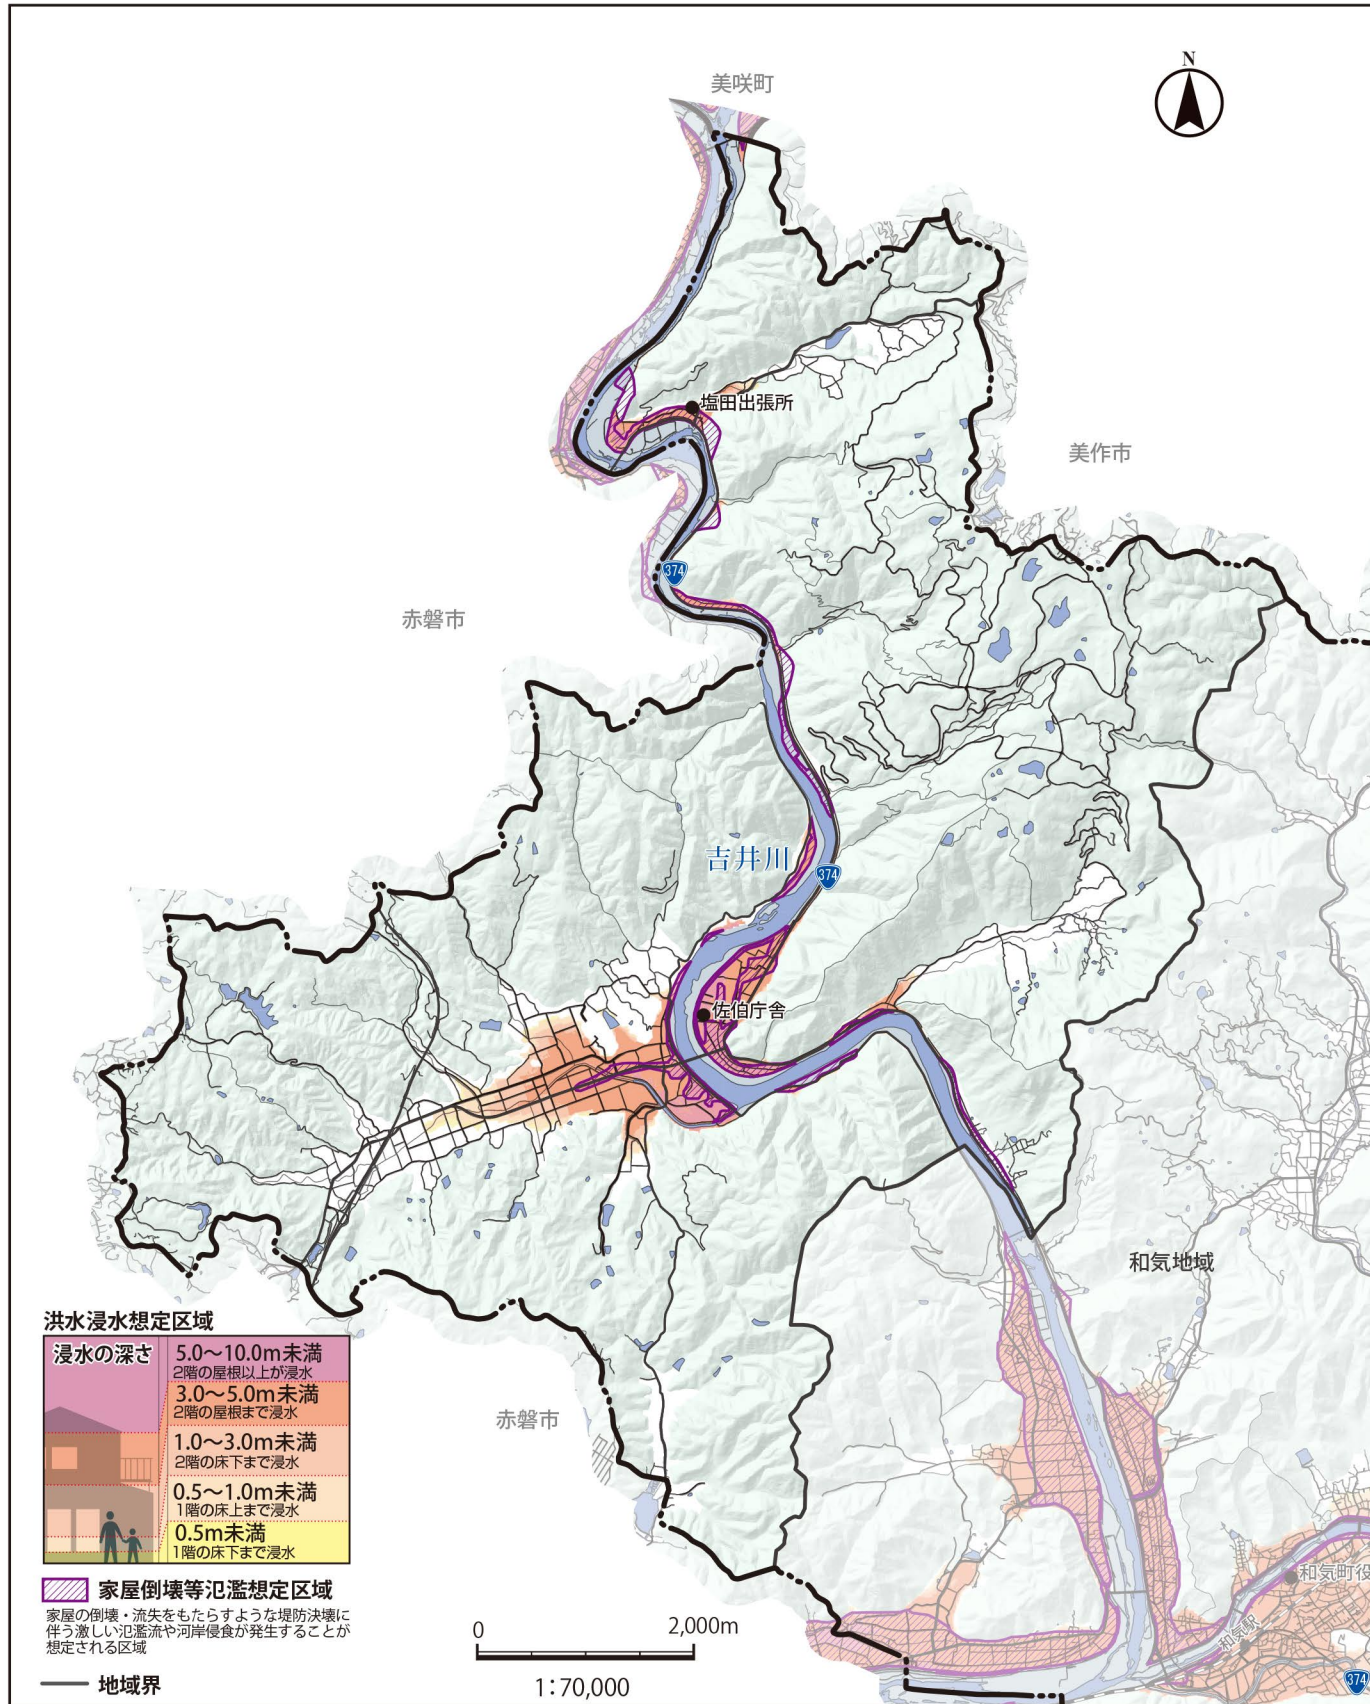 N
美咲町
塩田出張所
美作市
374
赤磐市
吉井川
374
佐伯庁舎
和気地域
赤磐市
洪水浸水想定区域
浸水の深さ
5.0～10.0m未満
2階の屋根以上が浸水
3.0～5.0m未満
2階の屋根まで浸水
1.0～3.0m未満
2階の床下まで浸水
0.5～1.0m未満
1階の床上まで浸水
0.5m未満
1階の床下まで浸水
家屋倒壊等氾濫想定区域
家屋の倒壊・流失をもたらすような堤防決壊に
伴う激しい氾濫流や河岸侵食が発生することが
想定される区域
地域界
0 2,000m
1:70,000
和気町役
和気駅
374